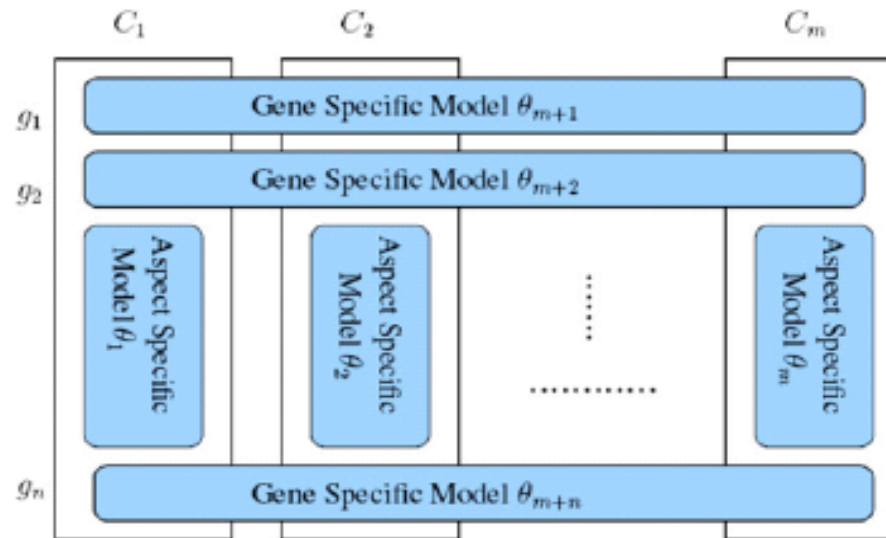 C₁ C₂ Cₘ
g₁ Gene Specific Model θₘ₊₁
g₂ Gene Specific Model θₘ₊₂
Aspect Specific
Model θ₁
Aspect Specific
Model θ₂
Aspect Specific
Model θₘ
gₙ Gene Specific Model θₘ₊ₙ